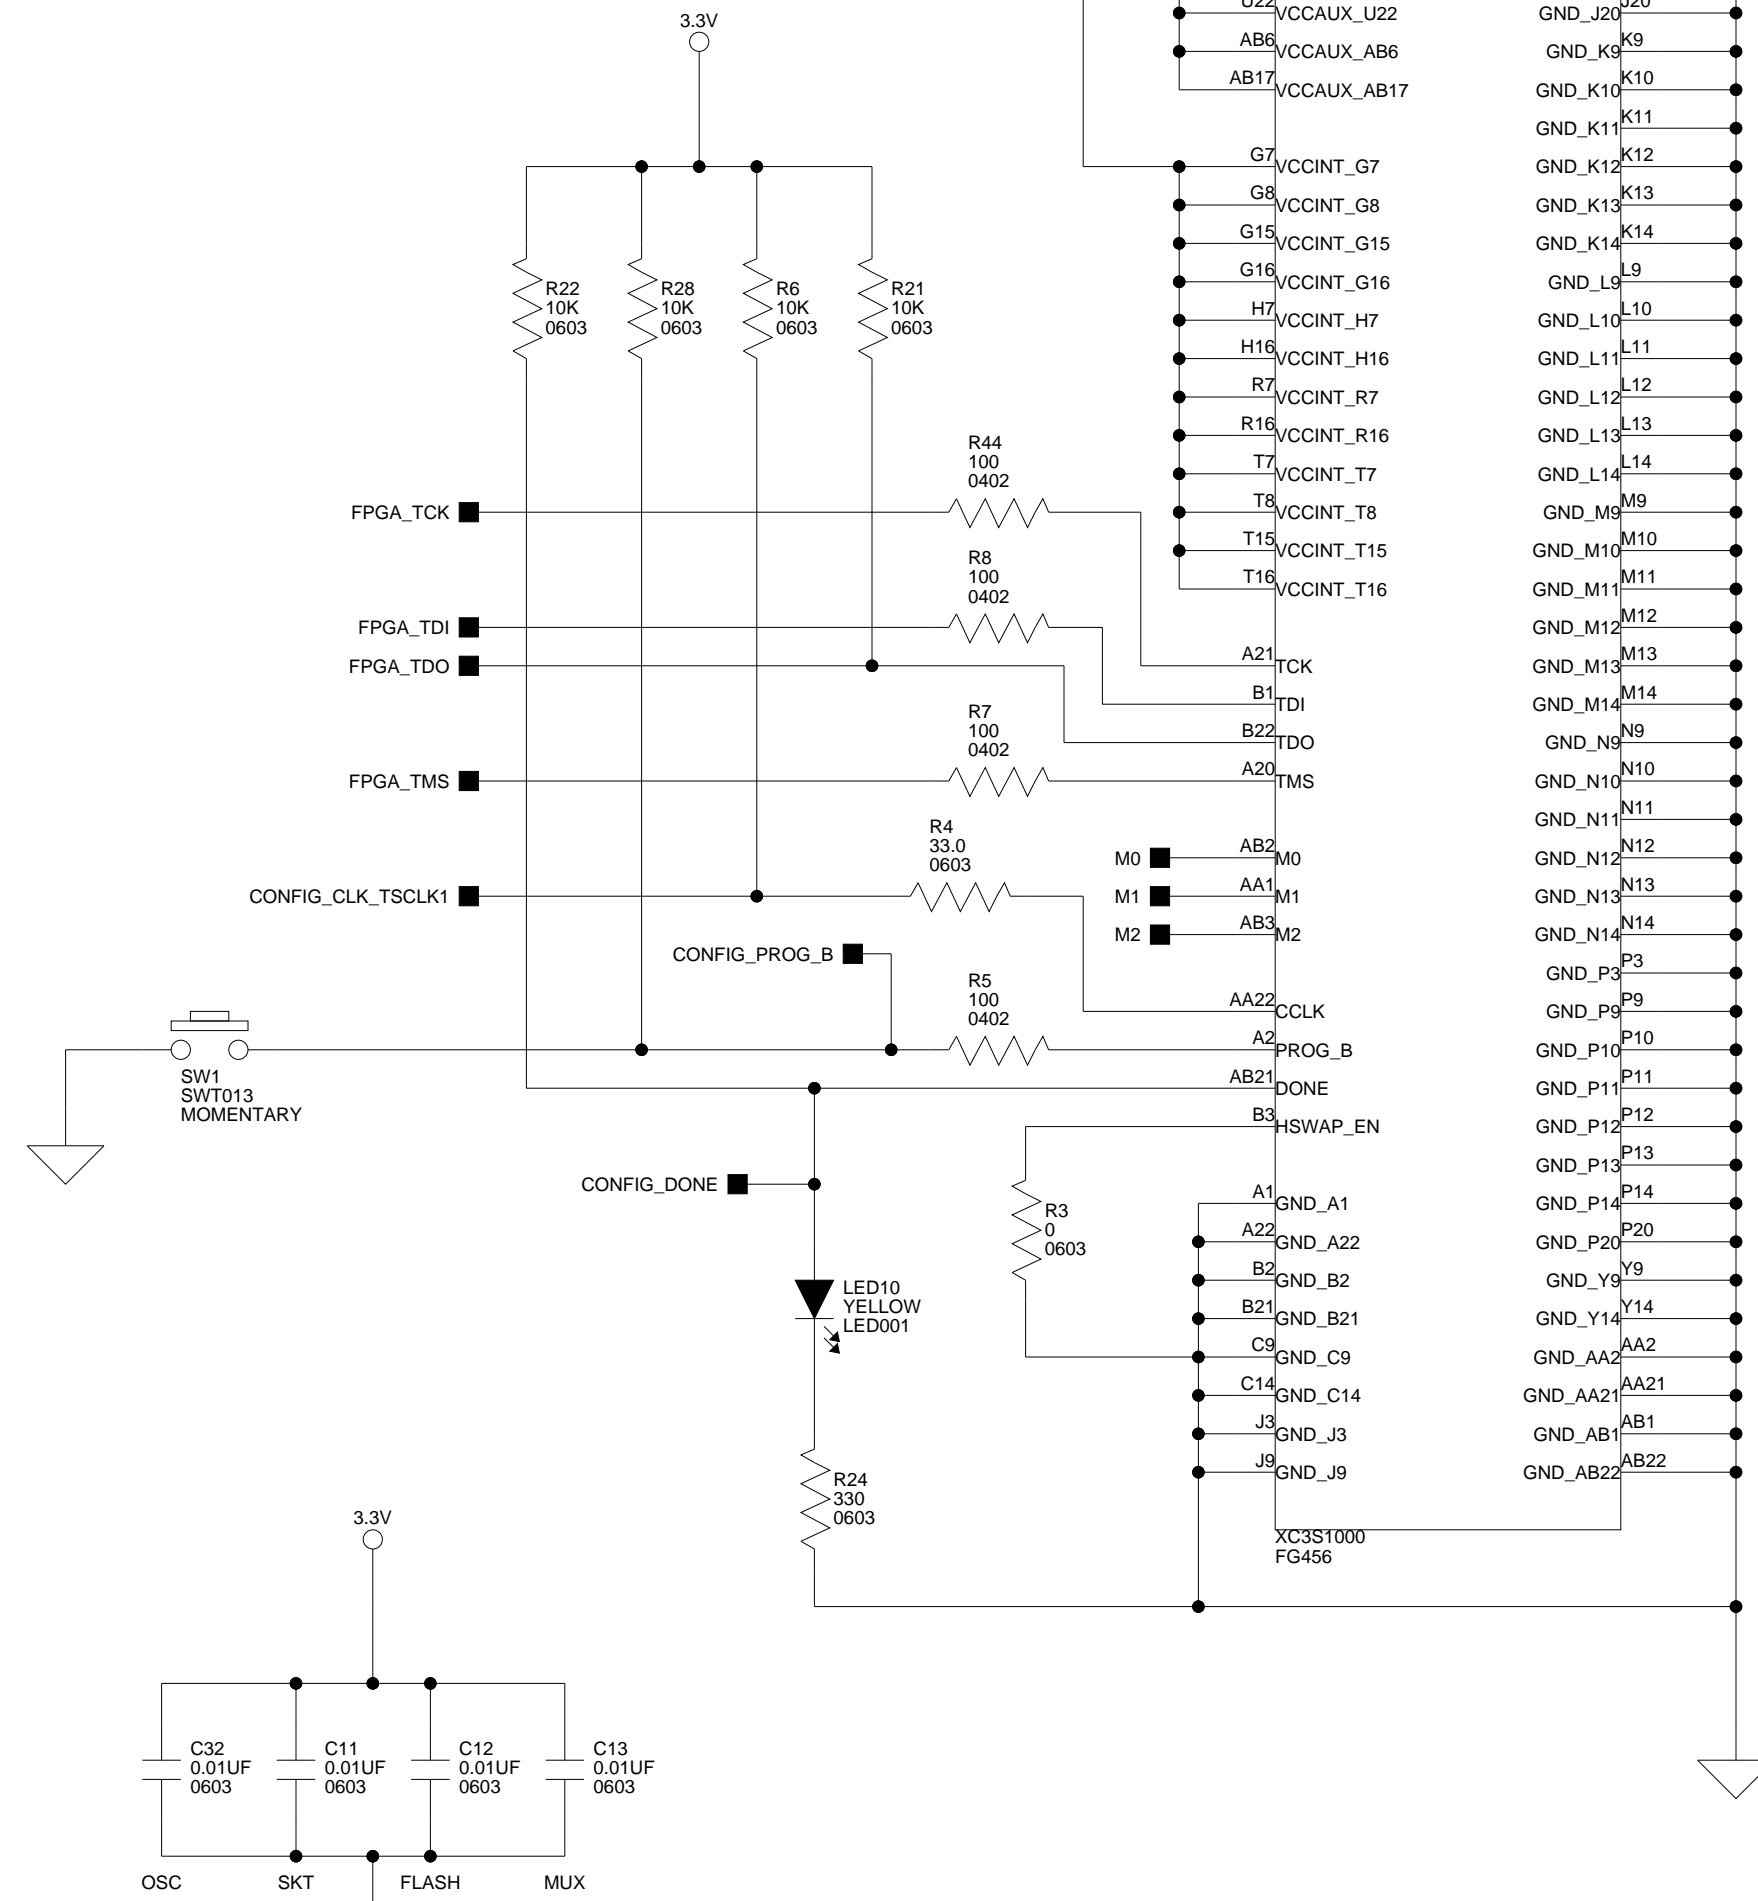 3.3V
R22
10K
0603
R28
10K
0603
R6
10K
0603
R21
10K
0603
R44
100
0402
FPGA_TCK
R8
100
0402
FPGA_TDI
FPGA_TDO
R7
100
0402
FPGA_TMS
R4
33.0
0603
CONFIG_CLK_TSCLK1
CONFIG_PROG_B
R5
100
0402
SW1
SWT013
MOMENTARY
CONFIG_DONE
R3
0
0603
LED10
YELLOW
LED001
R24
330
0603
M0
M1
M2
U22 VCCAUX_U22
AB6 VCCAUX_AB6
AB17 VCCAUX_AB17
G7 VCCINT_G7
G8 VCCINT_G8
G15 VCCINT_G15
G16 VCCINT_G16
H7 VCCINT_H7
H16 VCCINT_H16
R7 VCCINT_R7
R16 VCCINT_R16
T7 VCCINT_T7
T8 VCCINT_T8
T15 VCCINT_T15
T16 VCCINT_T16
A21 TCK
B1 TDI
B22 TDO
A20 TMS
AB2 M0
AA1 M1
AB3 M2
AA22 CCLK
A2 PROG_B
AB21 DONE
B3 HSWAP_EN
A1 GND_A1
A22 GND_A22
B2 GND_B2
B21 GND_B21
C9 GND_C9
C14 GND_C14
J3 GND_J3
J9 GND_J9
GND_J20 J20
GND_K9 K9
GND_K10 K10
GND_K11 K11
GND_K12 K12
GND_K13 K13
GND_K14 K14
GND_L9 L9
GND_L10 L10
GND_L11 L11
GND_L12 L12
GND_L13 L13
GND_L14 L14
GND_M9 M9
GND_M10 M10
GND_M11 M11
GND_M12 M12
GND_M13 M13
GND_M14 M14
GND_N9 N9
GND_N10 N10
GND_N11 N11
GND_N12 N12
GND_N13 N13
GND_N14 N14
GND_P3 P3
GND_P9 P9
GND_P10 P10
GND_P11 P11
GND_P12 P12
GND_P13 P13
GND_P14 P14
GND_P20 P20
GND_Y9 Y9
GND_Y14 Y14
GND_AA2 AA2
GND_AA21 AA21
GND_AB1 AB1
GND_AB22 AB22
XC3S1000
FG456
3.3V
C32
0.01UF
0603
C11
0.01UF
0603
C12
0.01UF
0603
C13
0.01UF
0603
OSC
SKT
FLASH
MUX